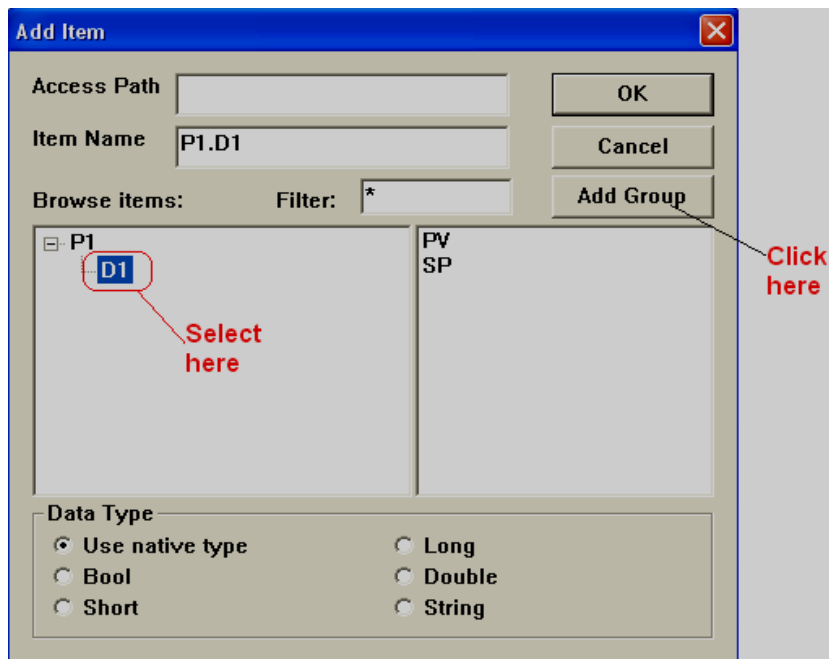 Add Item
Access Path
OK
Item Name
P1.D1
Cancel
Browse items:
Filter:
*
Add Group
P1
D1
PV
SP
Click
here
Select
here
Data Type
Use native type
Long
Bool
Double
Short
String